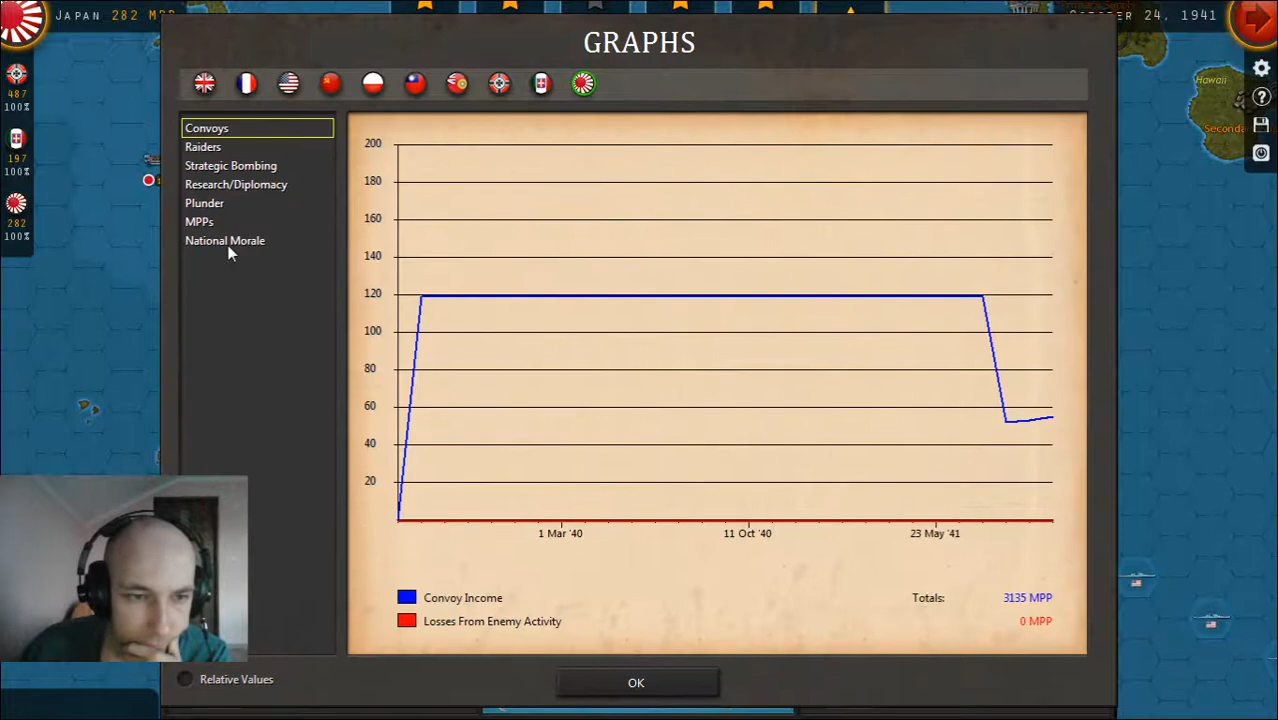 JAPAN 282 MPP
24, 1941
GRAPHS
487
100%
197
100%
282
100%
Convoys
Raiders
Strategic Bombing
Research/Diplomacy
Plunder
MPPs
National Morale
200
180
160
140
120
100
80
60
40
20
1 Mar '40
11 Oct '40
23 May '41
Convoy Income
Totals:
3135 MPP
Losses From Enemy Activity
0 MPP
Relative Values
OK
Hawaii